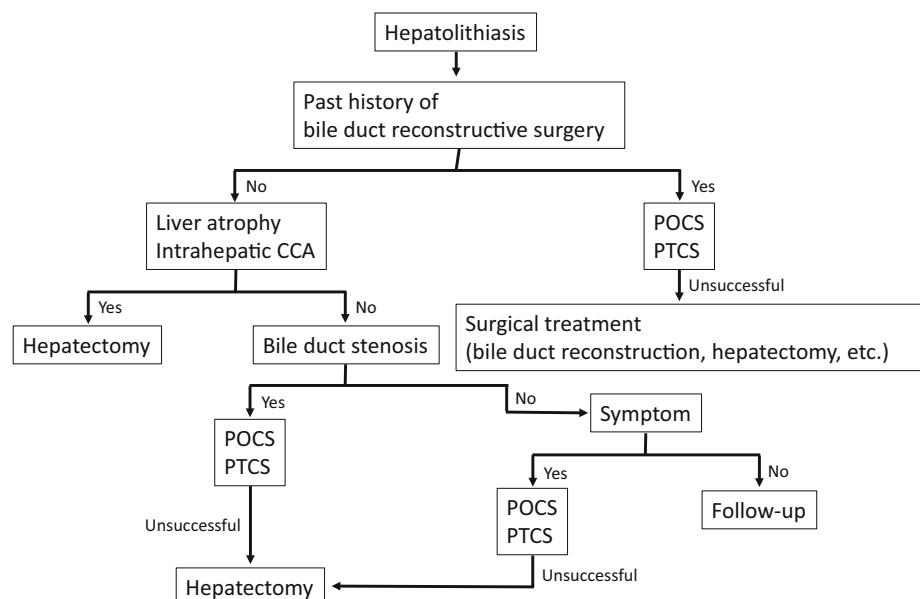 Hepatolithiasis
Past history of
bile duct reconstructive surgery
No
Yes
Liver atrophy
Intrahepatic CCA
POCS
PTCS
Yes
No
Unsuccessful
Hepatectomy
Bile duct stenosis
Surgical treatment
(bile duct reconstruction, hepatectomy, etc.)
Yes
No
Symptom
POCS
PTCS
Yes
No
POCS
PTCS
Follow-up
Unsuccessful
Unsuccessful
Hepatectomy